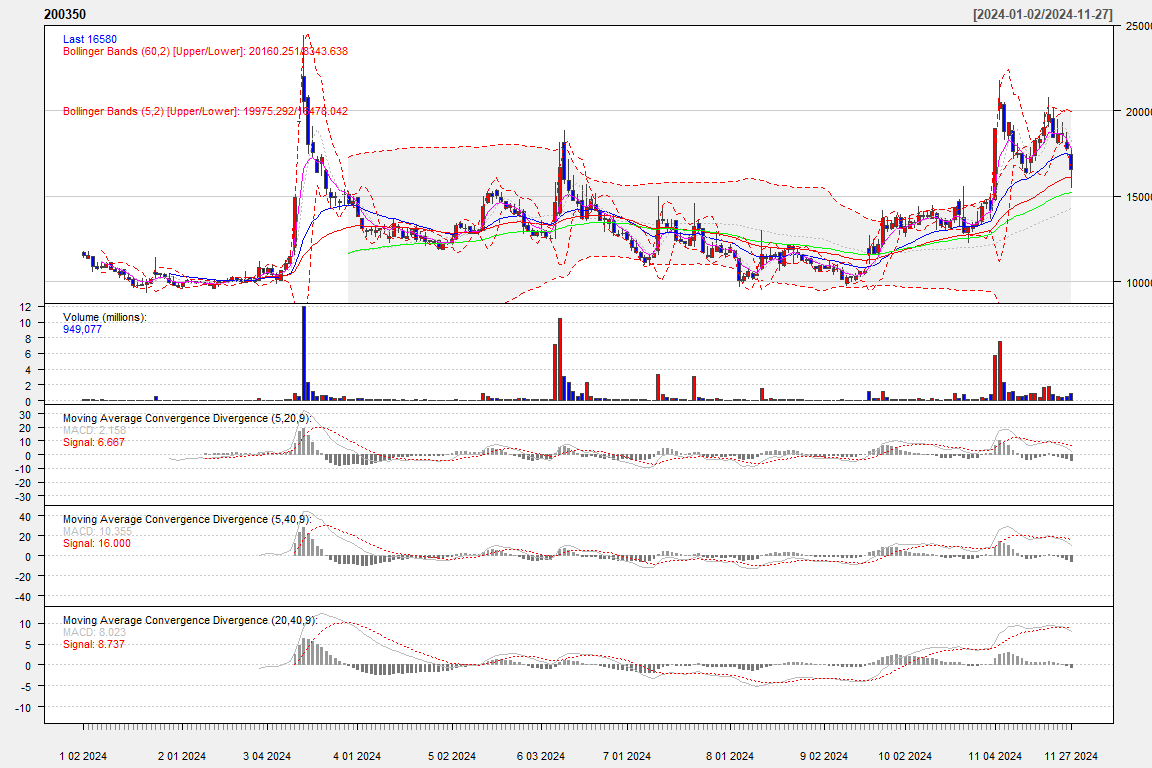 200350 [2024-01-02/2024-11-27]
Last 16580
Bollinger Bands (60,2) [Upper/Lower]: 20160.251/8343.638
Bollinger Bands (5,2) [Upper/Lower]: 19975.292/16476.042
25000
20000
15000
10000
Volume (millions):
949,077
12
10
8
6
4
2
0
Moving Average Convergence Divergence (5,20,9):
MACD: 2.158
Signal: 6.667
30
20
10
0
-10
-20
-30
Moving Average Convergence Divergence (5,40,9):
MACD: 10.355
Signal: 16.000
40
20
0
-20
-40
Moving Average Convergence Divergence (20,40,9):
MACD: 8.023
Signal: 8.737
10
5
0
-5
-10
1 02 2024 2 01 2024 3 04 2024 4 01 2024 5 02 2024 6 03 2024 7 01 2024 8 01 2024 9 02 2024 10 02 2024 11 04 2024 11 27 2024